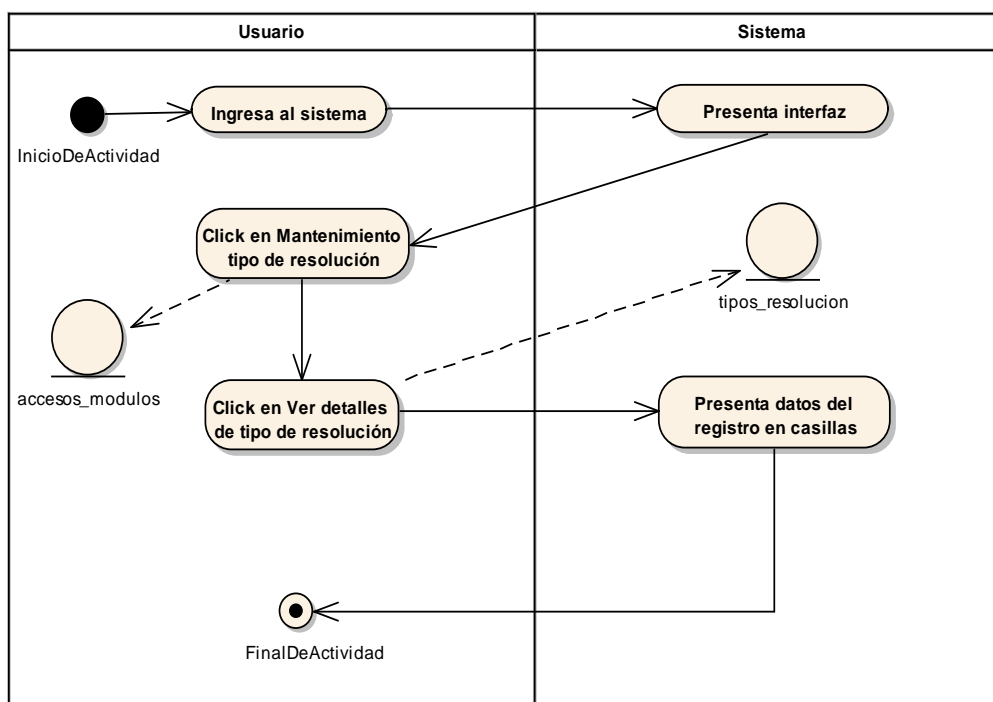 Usuario
Sistema
Ingresa al sistema
Presenta interfaz
InicioDeActividad
Click en Mantenimiento
tipo de resolución
tipos_resolucion
accesos_modulos
Click en Ver detalles
de tipo de resolución
Presenta datos del
registro en casillas
FinalDeActividad